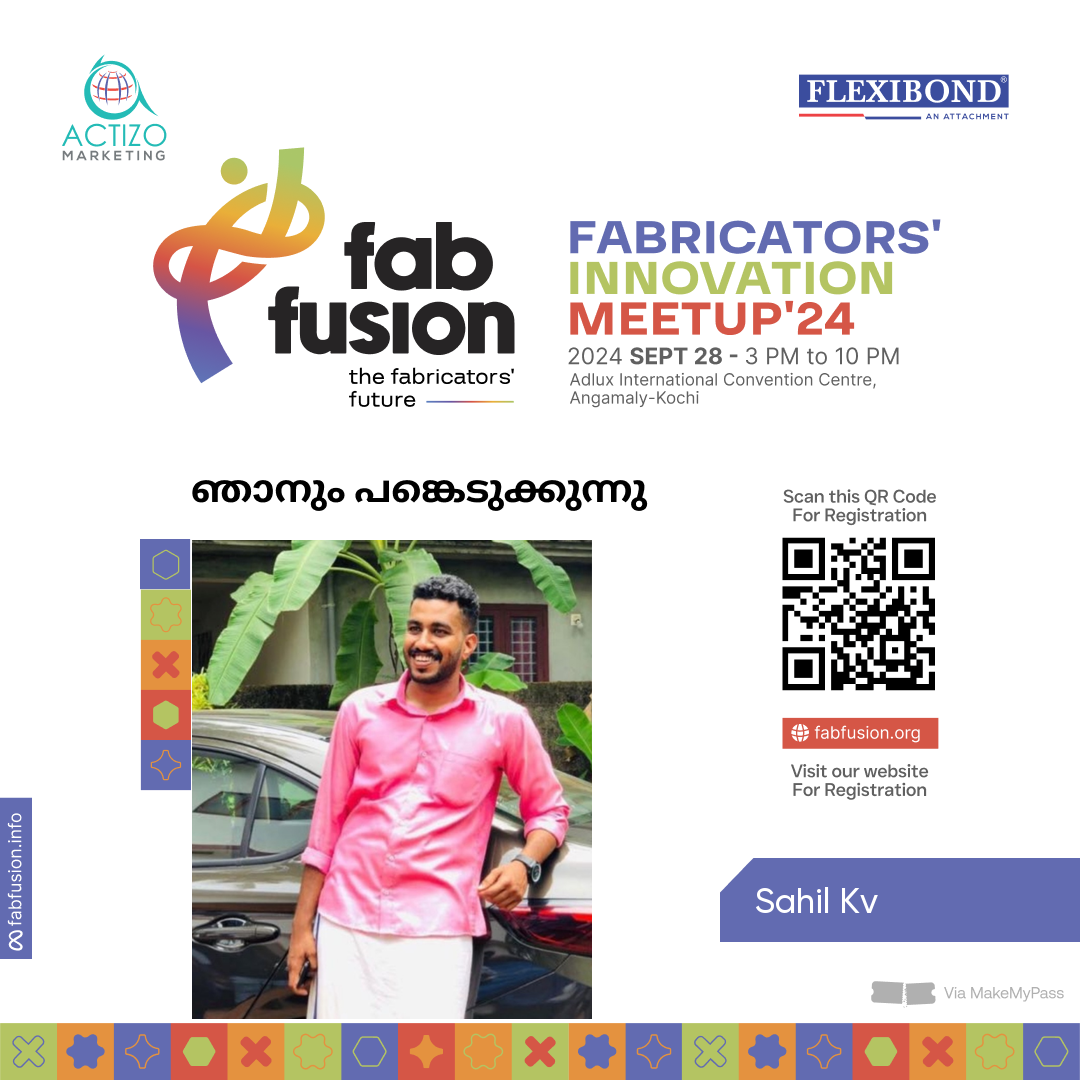 ACTIZO
MARKETING
FLEXIBOND®
AN ATTACHMENT
fab
fusion
the fabricators'
future
FABRICATORS'
INNOVATION
MEETUP'24
2024 SEPT 28 - 3 PM to 10 PM
Adlux International Convention Centre,
Angamaly-Kochi
ഞാനും പങ്കെടുക്കുന്നു
Scan this QR Code
For Registration
fabfusion.org
Visit our website
For Registration
fabfusion.info
Sahil Kv
Via MakeMyPass